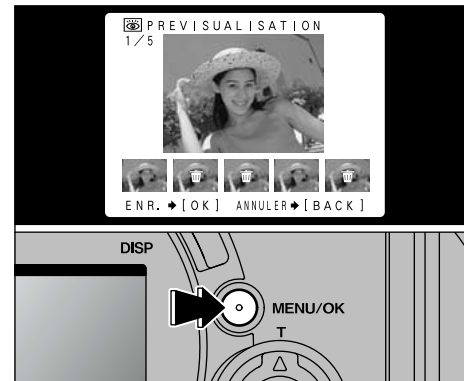 PREVISUALISATION
1/5
ENR. [OK] ANNULER [BACK]
DISP
MENU/OK
T